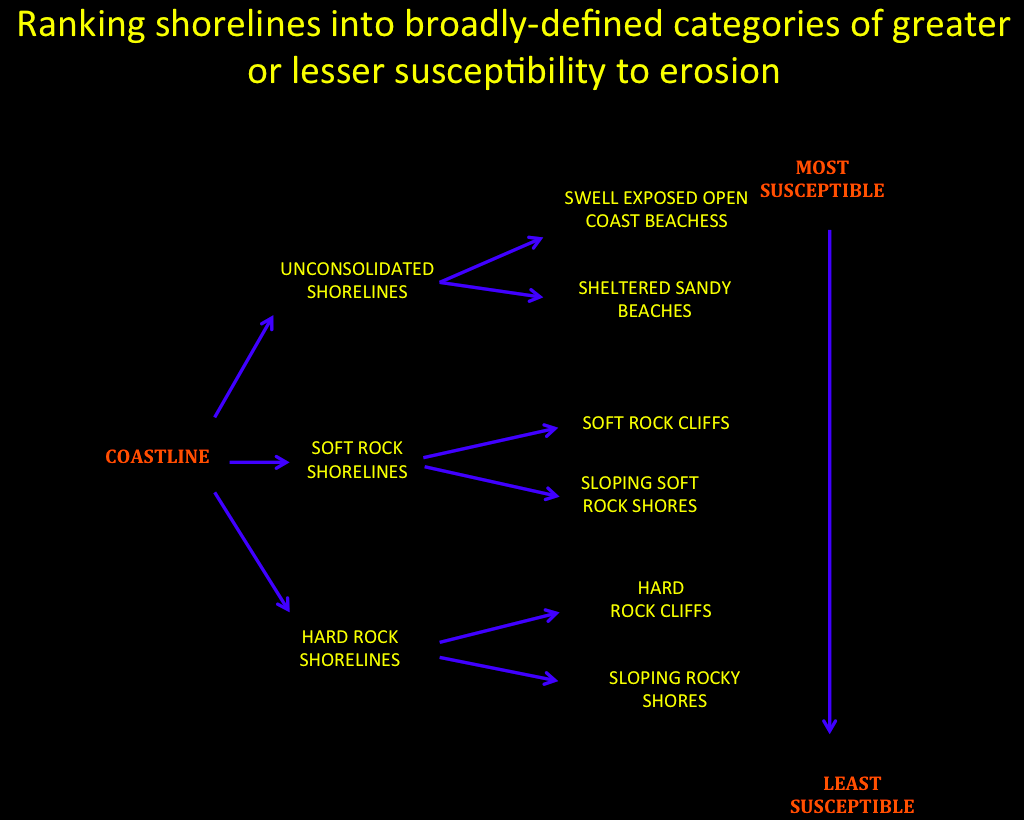 Ranking shorelines into broadly-defined categories of greater
or lesser susceptibility to erosion
MOST
SUSCEPTIBLE
SWELL EXPOSED OPEN
COAST BEACHESS
UNCONSOLIDATED
SHORELINES
SHELTERED SANDY
BEACHES
COASTLINE
SOFT ROCK
SHORELINES
SOFT ROCK CLIFFS
SLOPING SOFT
ROCK SHORES
HARD ROCK
SHORELINES
HARD
ROCK CLIFFS
SLOPING ROCKY
SHORES
LEAST
SUSCEPTIBLE